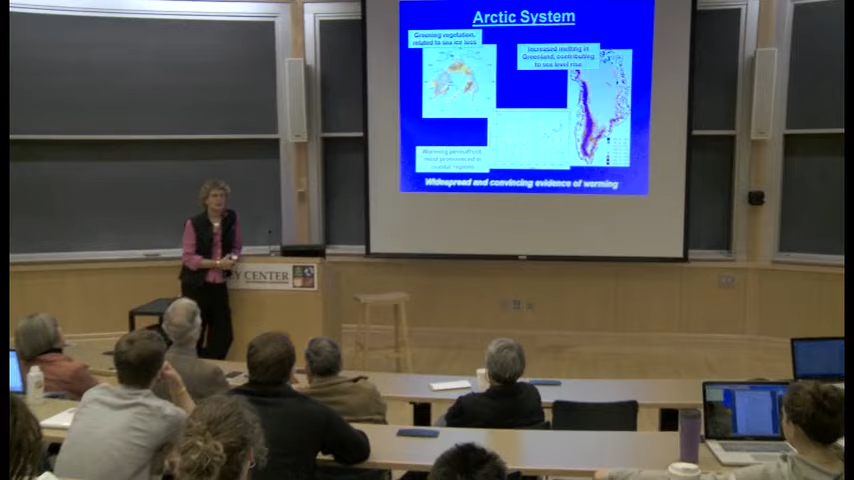 Arctic System
Greening vegetation,
related to sea ice loss
Increased melting in
Greenland, contributing
to sea level rise
Warming permafrost
most pronounced in
coastal regions
Widespread and convincing evidence of warming
EY CENTER